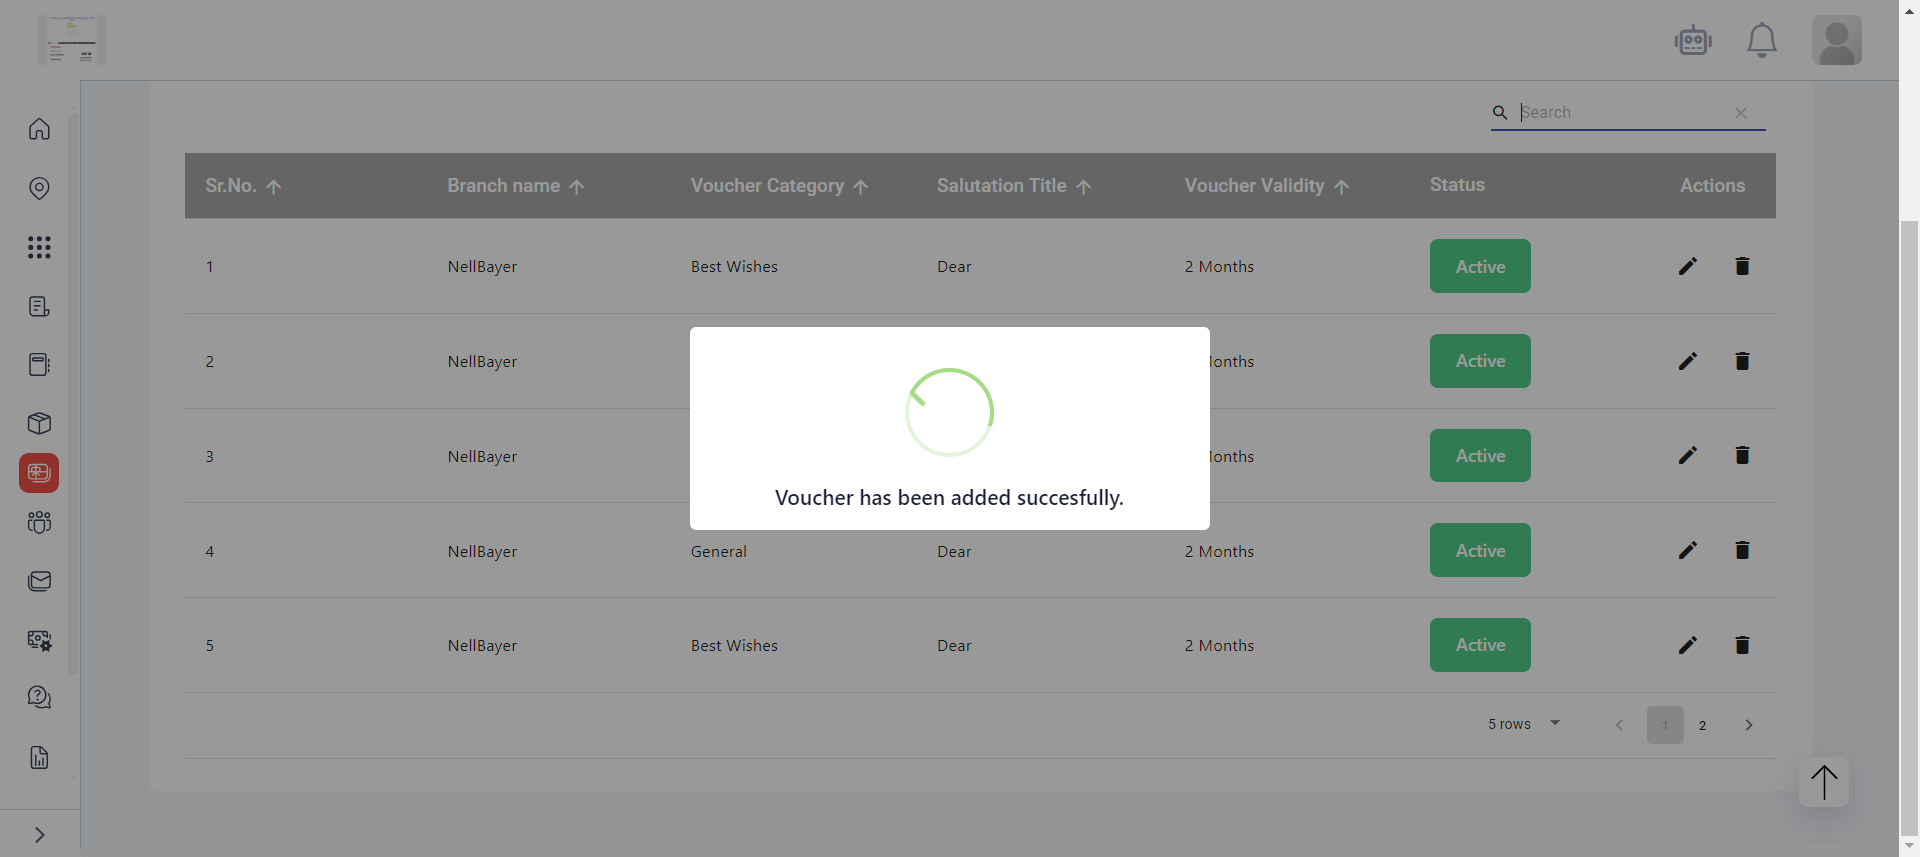 Search
Sr.No. Branch name Voucher Category Salutation Title Voucher Validity Status Actions
1 NellBayer Best Wishes Dear 2 Months Active
2 NellBayer Months Active
3 NellBayer Months Active
Voucher has been added succesfully.
4 NellBayer General Dear 2 Months Active
5 NellBayer Best Wishes Dear 2 Months Active
5 rows 1 2